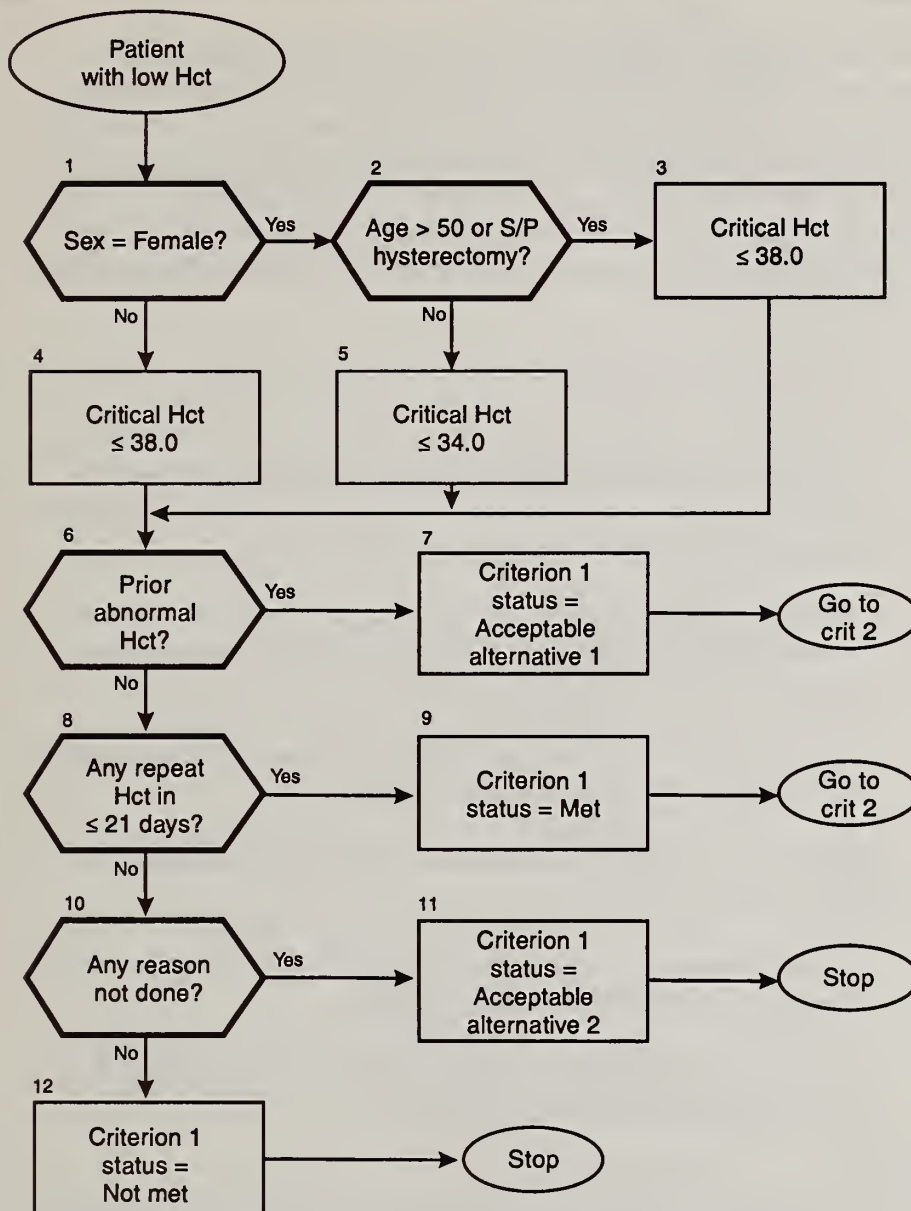 Patient
with low Hct
1
Sex = Female?
Yes
2
Age > 50 or S/P
hysterectomy?
Yes
3
Critical Hct
≤ 38.0
No
No
4
Critical Hct
≤ 38.0
5
Critical Hct
≤ 34.0
6
Prior
abnormal
Hct?
Yes
7
Criterion 1
status =
Acceptable
alternative 1
Go to
crit 2
No
8
Any repeat
Hct in
≤ 21 days?
Yes
9
Criterion 1
status = Met
Go to
crit 2
No
10
Any reason
not done?
Yes
11
Criterion 1
status =
Acceptable
alternative 2
Stop
No
12
Criterion 1
status =
Not met
Stop